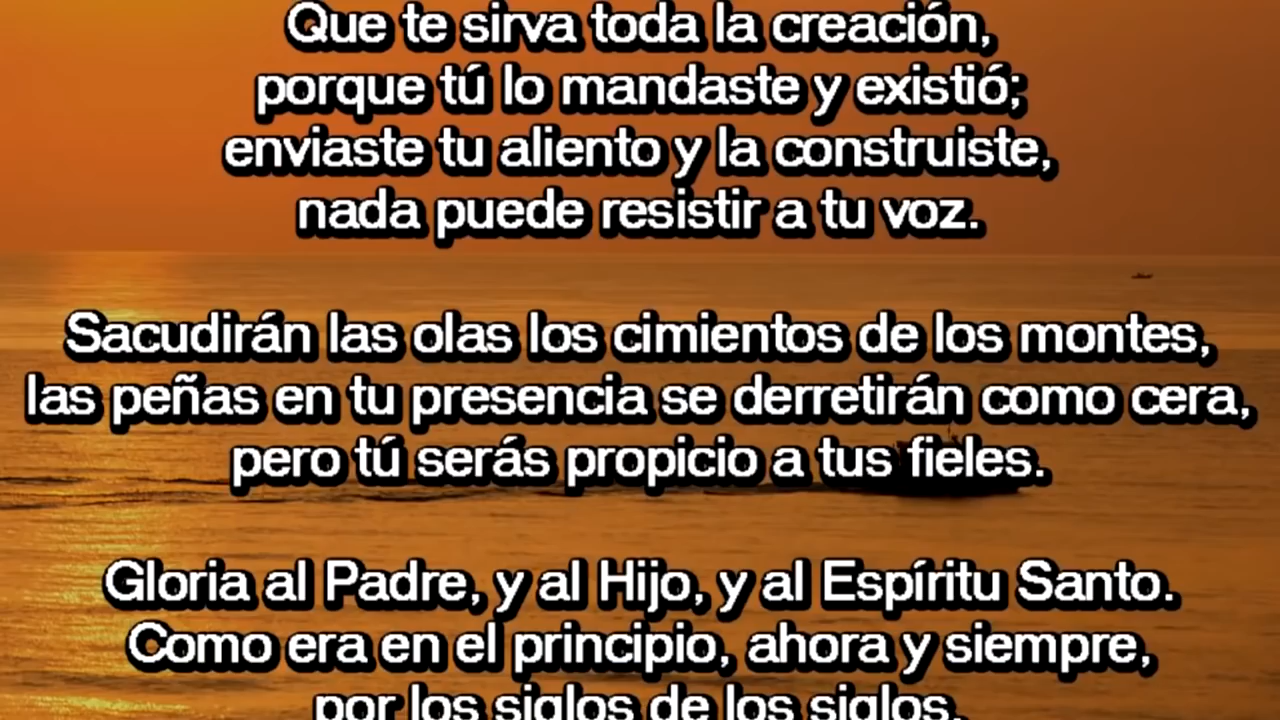 Que te sirva toda la creación,
porque tú lo mandaste y existió;
enviaste tu aliento y la construiste,
nada puede resistir a tu voz.
Sacudirán las olas los cimientos de los montes,
las peñas en tu presencia se derretirán como cera,
pero tú serás propicio a tus fieles.
Gloria al Padre, y al Hijo, y al Espíritu Santo.
Como era en el principio, ahora y siempre,
por los siglos de los siglos.